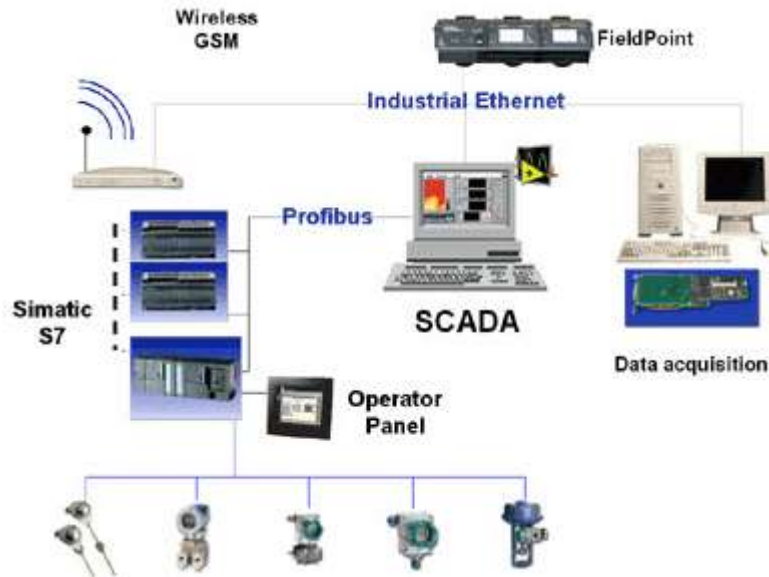 Wireless
GSM
FieldPoint
Industrial Ethernet
Profibus
Simatic
S7
SCADA
Data acquisition
Operator
Panel